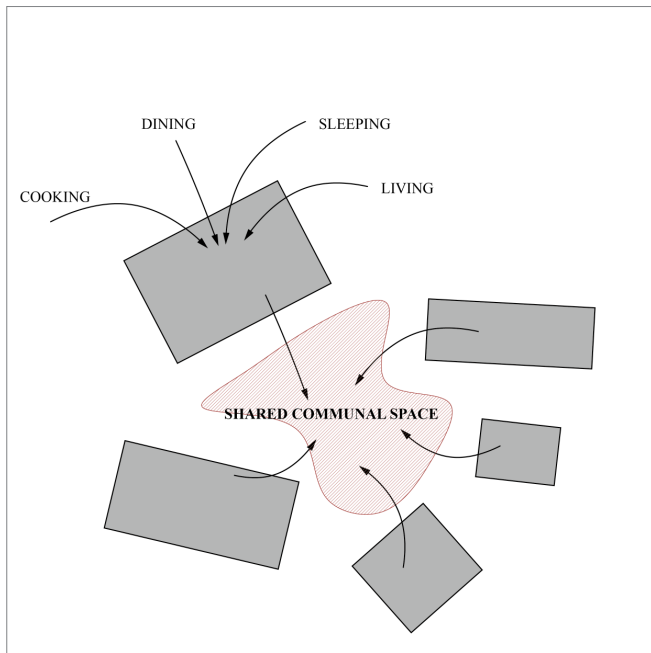 DINING
SLEEPING
COOKING
LIVING
SHARED COMMUNAL SPACE